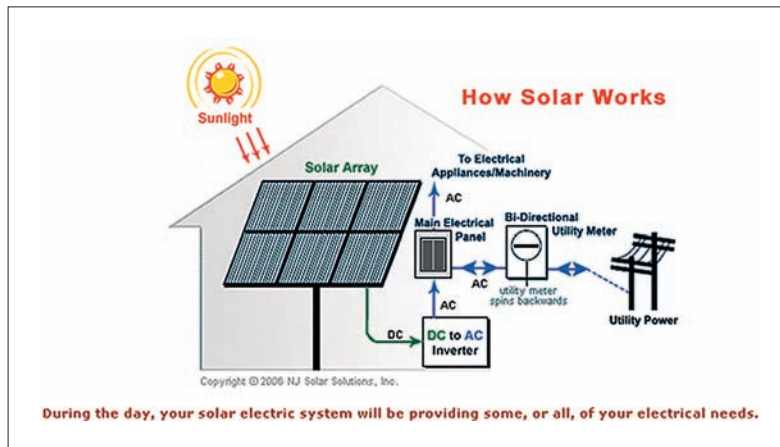 How Solar Works
Sunlight
Solar Array
To Electrical
Appliances/Machinery
AC
Main Electrical
Panel
Bi-Directional
Utility Meter
AC
utility meter
spins backwards
Utility Power
AC
DC
DC to AC
Inverter
Copyright © 2006 NJ Solar Solutions, Inc.
During the day, your solar electric system will be providing some, or all, of your electrical needs.